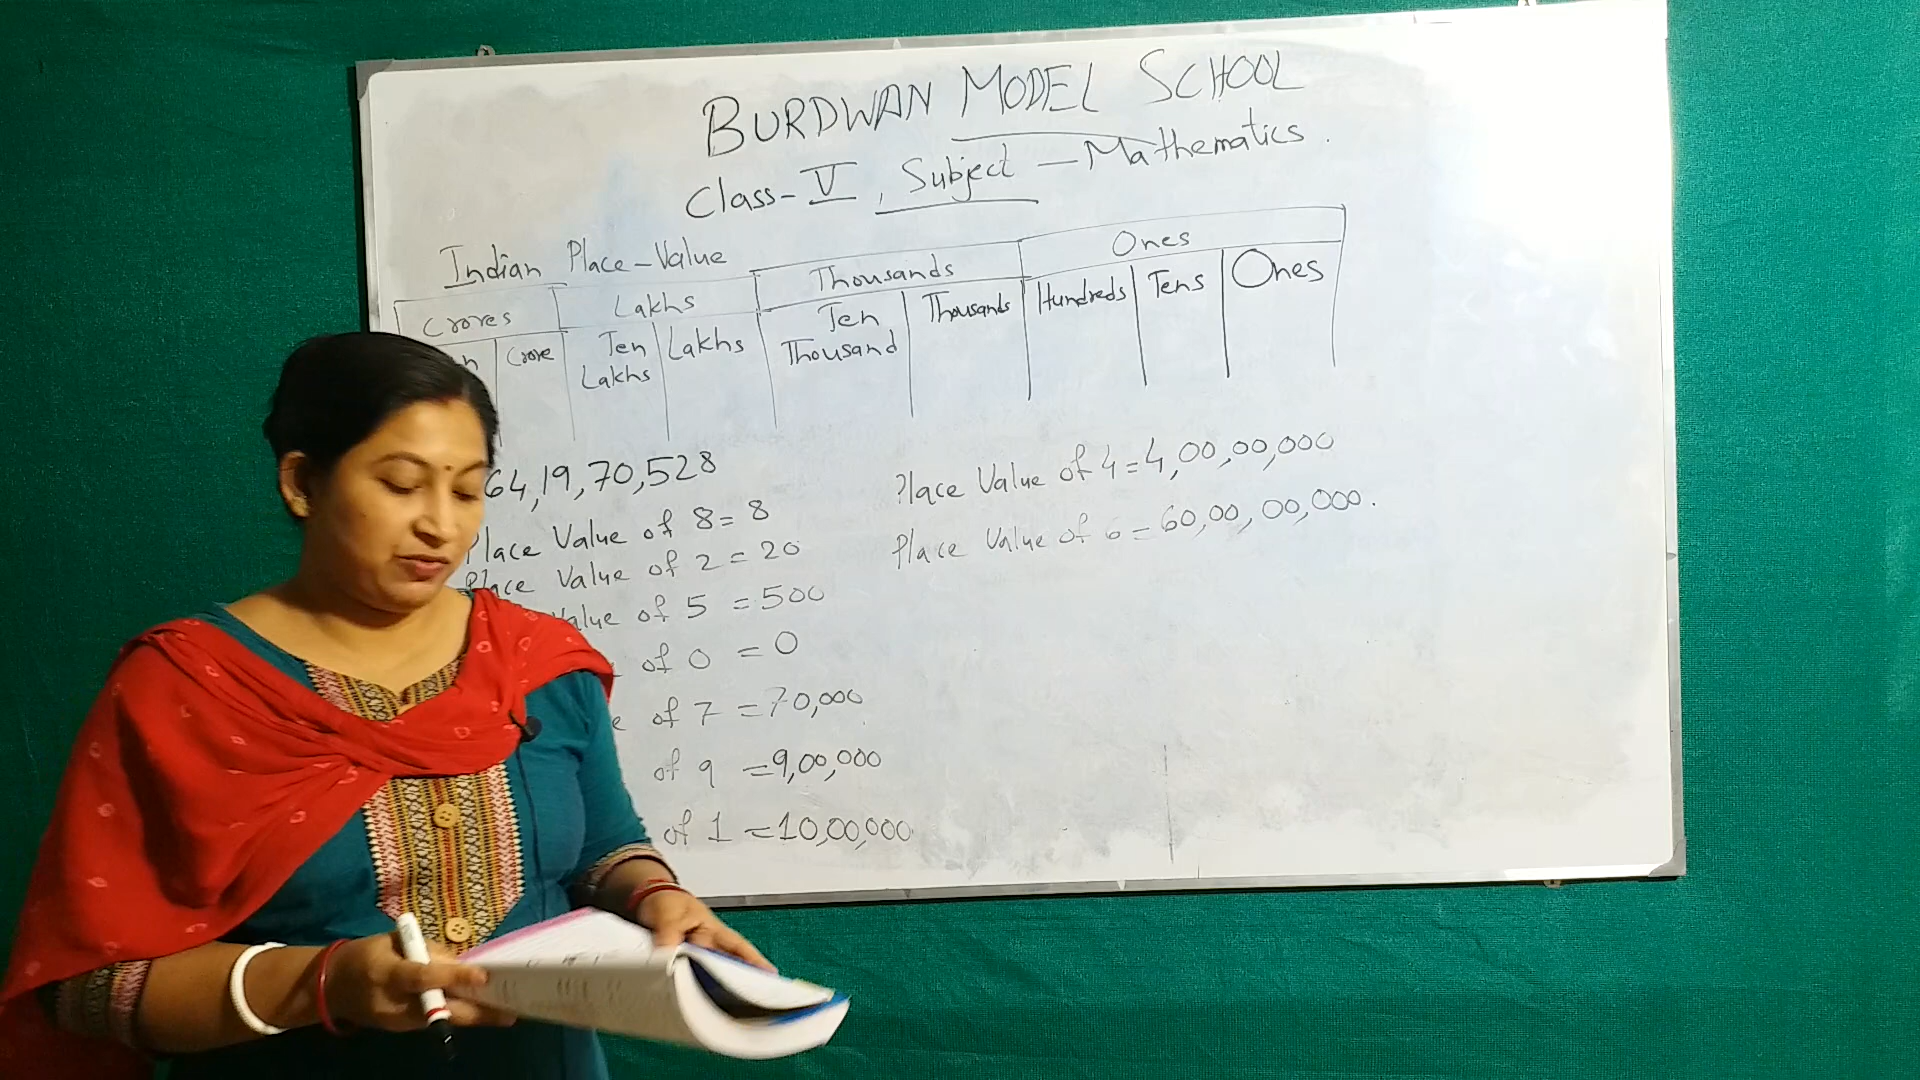 BURDWAN MODEL SCHOOL
Class-V, Subject - Mathematics.
Indian Place-Value
Crores Lakhs Thousands Ones
Crore Ten Lakhs Lakhs Ten Thousand Thousands Hundreds Tens Ones
64,19,70,528
Place Value of 8 = 8
Place Value of 2 = 20
Value of 5 = 500
of 0 = 0
of 7 = 70,000
of 9 = 9,00,000
of 1 = 10,00,000
Place Value of 4 = 4,00,00,000
Place Value of 6 = 60,00,00,000.